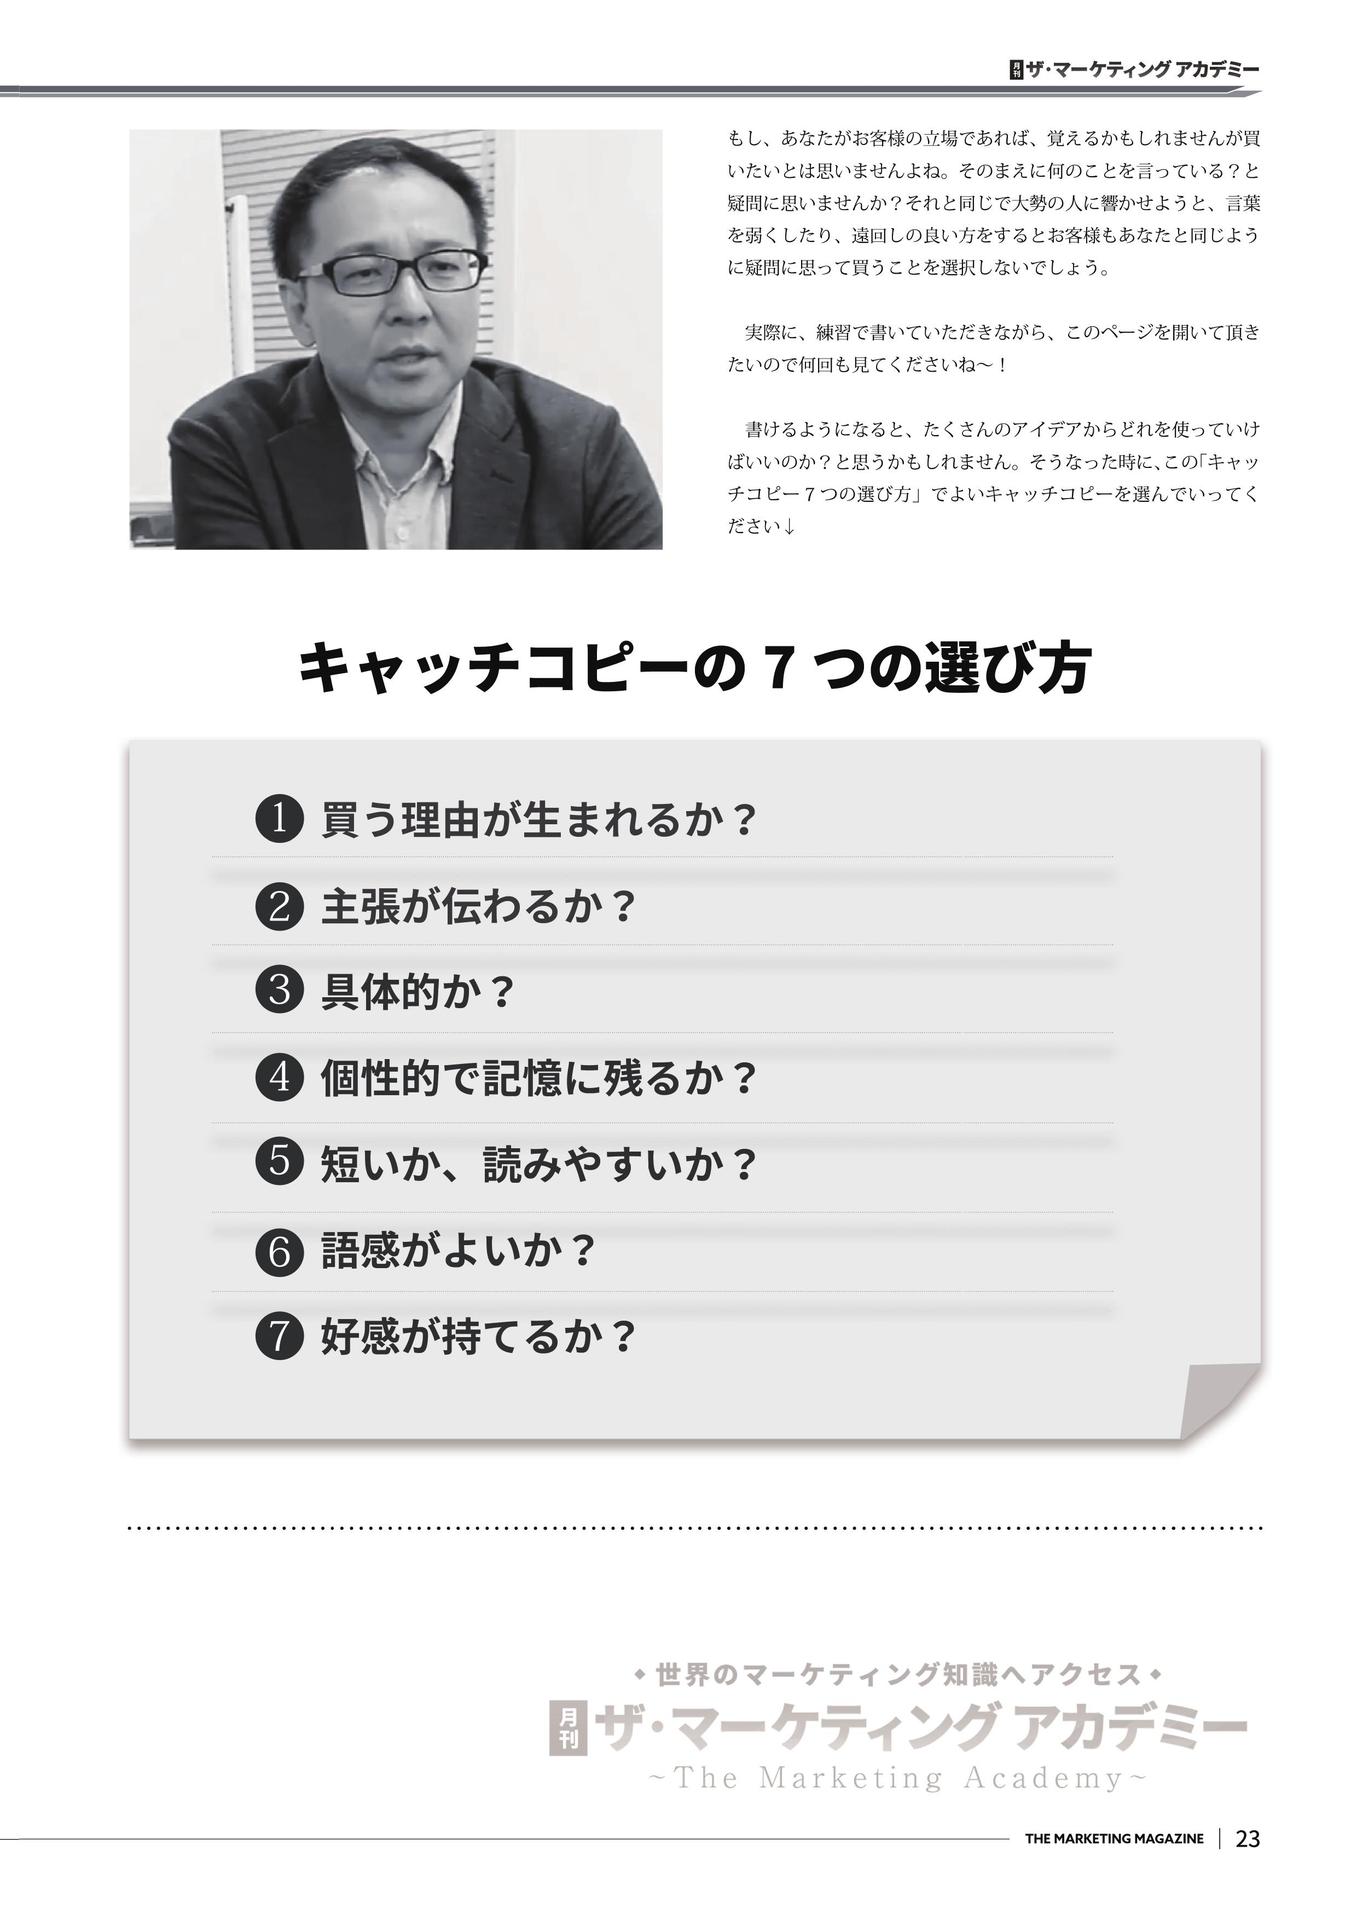 月刊ザ・マーケティング アカデミー
もし、あなたがお客様の立場であれば、覚えるかもしれませんが買
いたいとは思いませんよね。そのまえに何のことを言っている？と
疑問に思いませんか？それと同じで大勢の人に響かせようと、言葉
を弱くしたり、遠回しの良い方をするとお客様もあなたと同じよう
に疑問に思って買うことを選択しないでしょう。
実際に、練習で書いていただきながら、このページを開いて頂き
たいので何回も見てくださいね〜！
書けるようになると、たくさんのアイデアからどれを使っていけ
ばいいのか？と思うかもしれません。そうなった時に、この「キャッ
チコピー７つの選び方」でよいキャッチコピーを選んでいってく
ださい↓
キャッチコピーの 7 つの選び方
❶ 買う理由が生まれるか？
❷ 主張が伝わるか？
❸ 具体的か？
❹ 個性的で記憶に残るか？
❺ 短いか、読みやすいか？
❻ 語感がよいか？
❼ 好感が持てるか？
◆世界のマーケティング知識へアクセス◆
月刊ザ・マーケティング アカデミー
~The Marketing Academy~
THE MARKETING MAGAZINE | 23